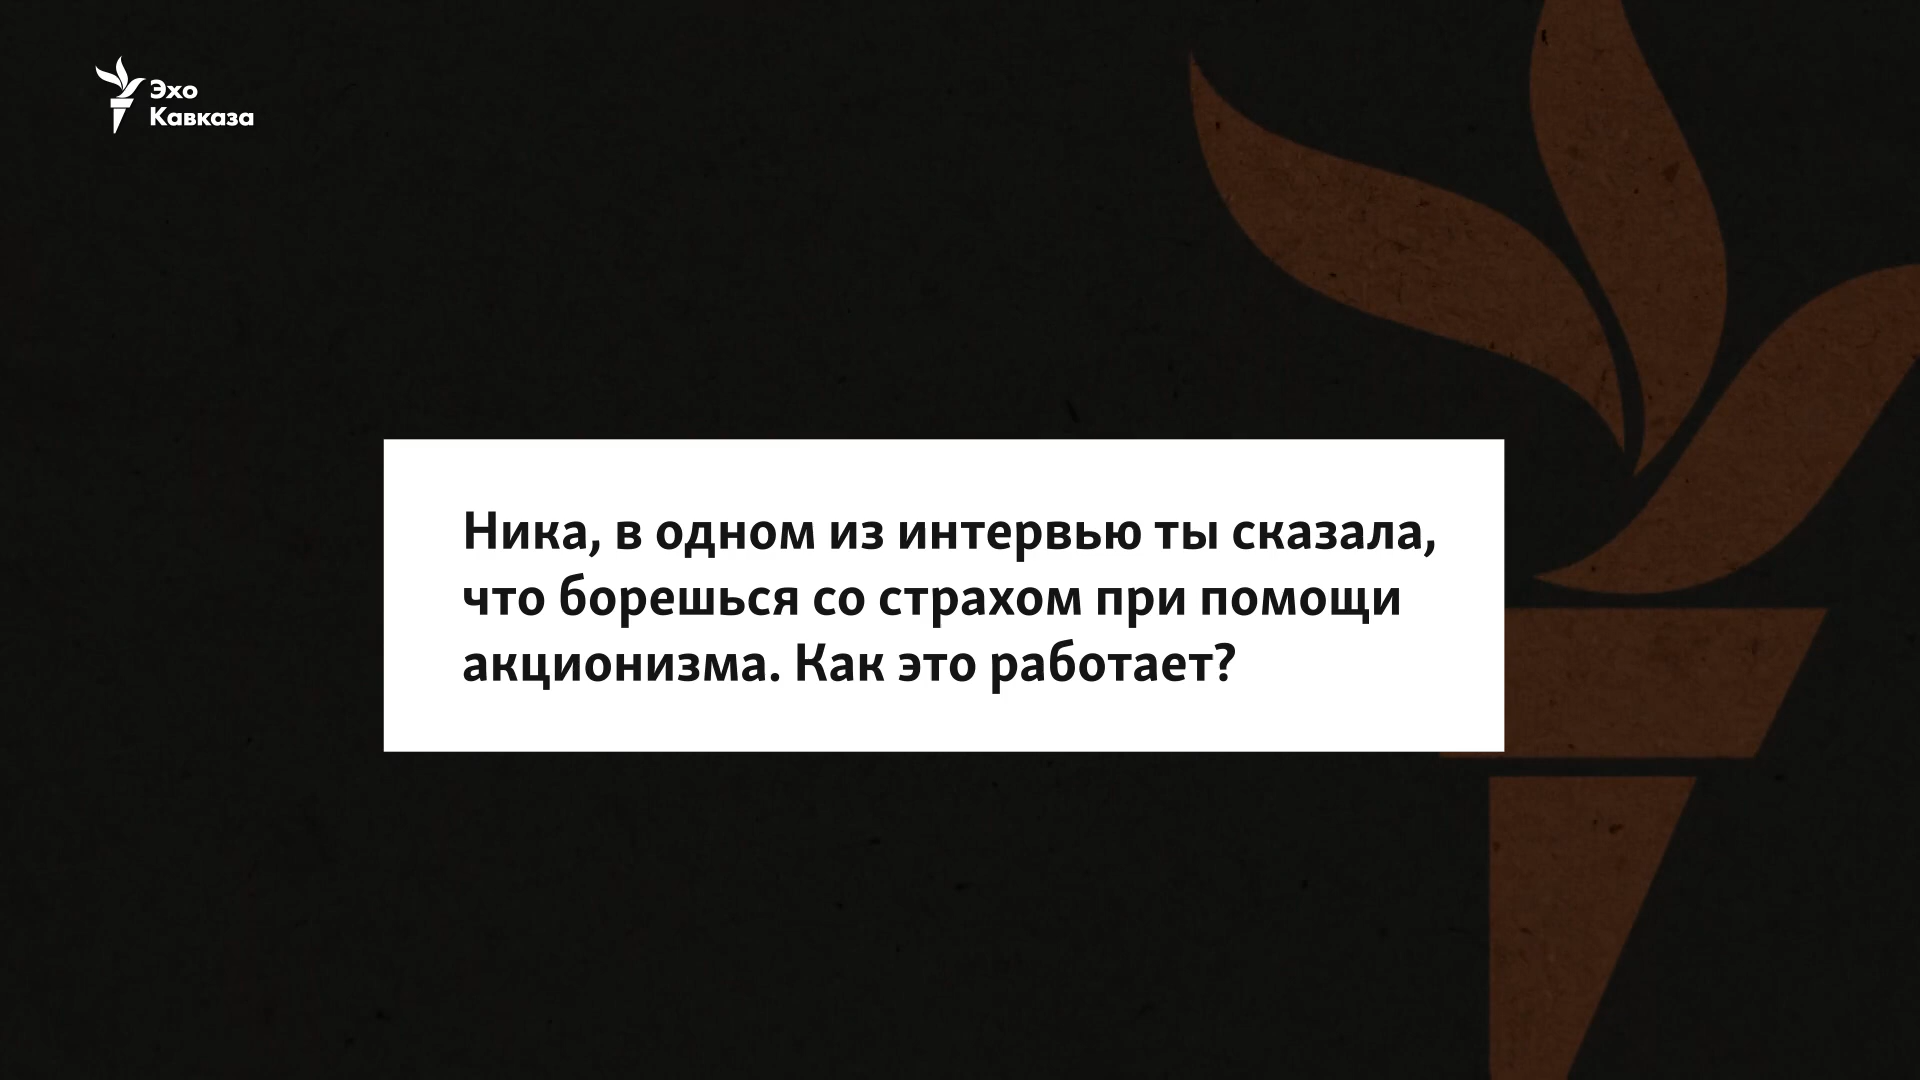 Эхо
Кавказа
Ника, в одном из интервью ты сказала,
что борешься со страхом при помощи
акционизма. Как это работает?